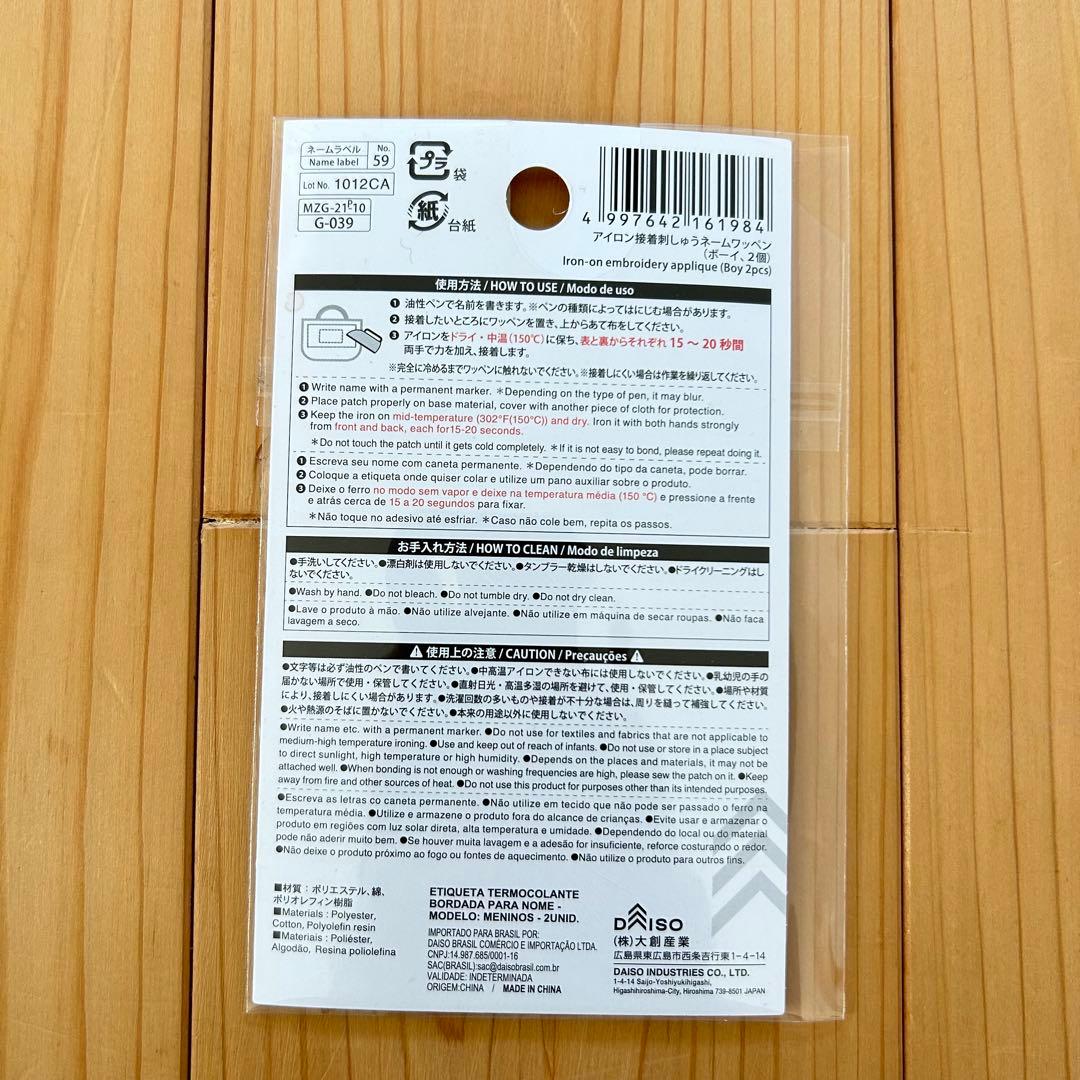 ネームラベル
Name label
No.
59
Lot No. 1012CA
MZG-21P10
G-039
プラ
袋
紙
台紙
4 997642 161984
アイロン接着刺しゅうネームワッペン
(ボーイ、2個)
Iron-on embroidery applique (Boy 2pcs)
使用方法 / HOW TO USE / Modo de uso
❶ 油性ペンで名前を書きます。※ペンの種類によってはにじむ場合があります。
❷ 接着したいところにワッペンを置き、上からあて布をしてください。
❸ アイロンをドライ・中温(150℃)に保ち、表と裏からそれぞれ 15 〜 20 秒間
両手で力を加え、接着します。
※完全に冷めるまでワッペンに触れないでください。※接着しにくい場合は作業を繰り返してください。
❶ Write name with a permanent marker. ＊Depending on the type of pen, it may blur.
❷ Place patch properly on base material, cover with another piece of cloth for protection.
❸ Keep the iron on mid-temperature (302°F(150°C)) and dry. Iron it with both hands strongly
from front and back, each for15-20 seconds.
＊Do not touch the patch until it gets cold completely. ＊If it is not easy to bond, please repeat doing it.
❶ Escreva seu nome com caneta permanente. ＊Dependendo do tipo da caneta, pode borrar.
❷ Coloque a etiqueta onde quiser colar e utilize um pano auxiliar sobre o produto.
❸ Deixe o ferro no modo sem vapor e deixe na temperatura média (150 °C) e pressione a frente
e atrás cerca de 15 a 20 segundos para fixar.
＊Não toque no adesivo até esfriar. ＊Caso não cole bem, repita os passos.
お手入れ方法 / HOW TO CLEAN / Modo de limpeza
●手洗いしてください。●漂白剤は使用しないでください。●タンブラー乾燥はしないでください。●ドライクリーニングはし
ないでください。
●Wash by hand. ●Do not bleach. ●Do not tumble dry. ●Do not dry clean.
●Lave o produto à mão. ●Não utilize alvejante. ●Não utilize em máquina de secar roupas. ●Não faca
lavagem a seco.
使用上の注意 / CAUTION / Precauções
●文字等は必ず油性のペンで書いてください。●中高温アイロンできない布には使用しないでください。●乳幼児の手の
届かない場所で使用・保管してください。●直射日光・高温多湿の場所を避けて、使用・保管してください。●場所や材質
により、接着しにくい場合があります。●洗濯回数の多いものや接着が不十分な場合は、周りを縫って補強してください。
●火や熱源のそばに置かないでください。●本来の用途以外に使用しないでください。
●Write name etc. with a permanent marker. ●Do not use for textiles and fabrics that are not applicable to
medium-high temperature ironing. ●Use and keep out of reach of infants. ●Do not use or store in a place subject
to direct sunlight, high temperature or high humidity. ●Depends on the places and materials, it may not be
attached well. ●When bonding is not enough or washing frequencies are high, please sew the patch on it. ●Keep
away from fire and other sources of heat. ●Do not use this product for purposes other than its intended purposes.
●Escreva as letras co caneta permanente. ●Não utilize em tecido que não pode ser passado o ferro na
temperatura média. ●Utilize e armazene o produto fora do alcance de crianças. ●Evite usar e armazenar o
produto em regiões com luz solar direta, alta temperatura e umidade. ●Dependendo do local ou do material
pode não aderir muito bem. ●Se houver muita lavagem e a adesão for insuficiente, reforce costurando o redor.
●Não deixe o produto próximo ao fogo ou fontes de aquecimento. ●Não utilize o produto para outros fins.
■材質：ポリエステル、綿、
ポリオレフィン樹脂
■Materials : Polyester,
Cotton, Polyolefin resin
■Materiais : Poliéster,
Algodão, Resina poliolefina
ETIQUETA TERMOCOLANTE
BORDADA PARA NOME -
MODELO: MENINOS - 2UNID.
IMPORTADO PARA BRASIL POR:
DAISO BRASIL COMÉRCIO E IMPORTAÇÃO LTDA.
CNPJ:14.987.685/0001-16
SAC(BRASIL):sac@daisobrasil.com.br
VALIDADE: INDETERMINADA
ORIGEM:CHINA / MADE IN CHINA
DAISO
(株)大創産業
広島県東広島市西条吉行東1-4-14
DAISO INDUSTRIES CO., LTD.
1-4-14 Saijo-Yoshiyukihigashi,
Higashihiroshima-City, Hiroshima 739-8501 JAPAN